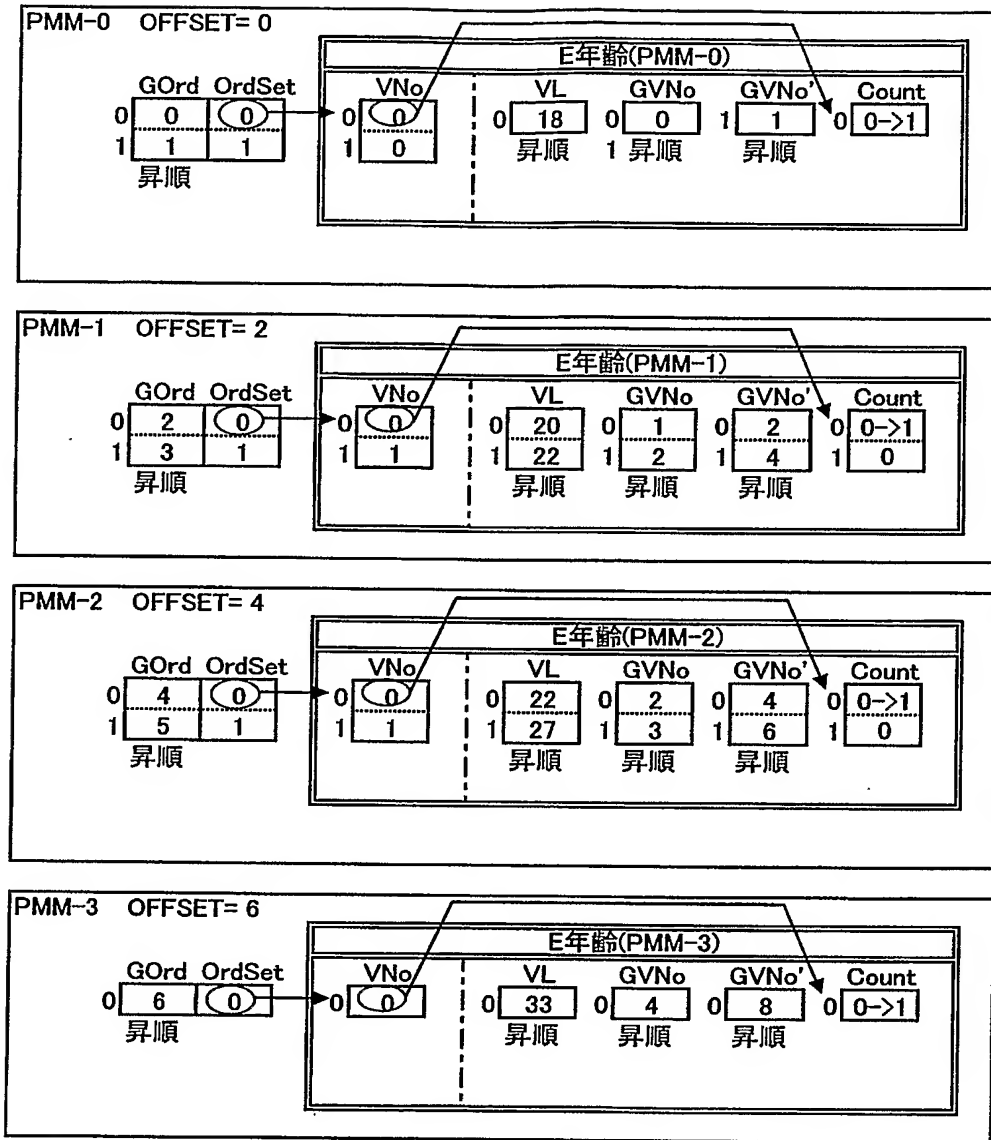 PMM-0 OFFSET= 0
E年齢(PMM-0)
GOrd OrdSet VNo VL GVNo GVNo' Count
0 0 0 0 0 0 18 0 0 1 1 0 0->1
1 1 1 1 0 昇順 1 昇順 昇順
昇順
PMM-1 OFFSET= 2
E年齢(PMM-1)
GOrd OrdSet VNo VL GVNo GVNo' Count
0 2 0 0 0 0 20 0 1 0 2 0 0->1
1 3 1 1 1 1 22 1 2 1 4 1 0
昇順 昇順 昇順 昇順
PMM-2 OFFSET= 4
E年齢(PMM-2)
GOrd OrdSet VNo VL GVNo GVNo' Count
0 4 0 0 0 0 22 0 2 0 4 0 0->1
1 5 1 1 1 1 27 1 3 1 6 1 0
昇順 昇順 昇順 昇順
PMM-3 OFFSET= 6
E年齢(PMM-3)
GOrd OrdSet VNo VL GVNo GVNo' Count
0 6 0 0 0 0 33 0 4 0 8 0 0->1
昇順 昇順 昇順 昇順